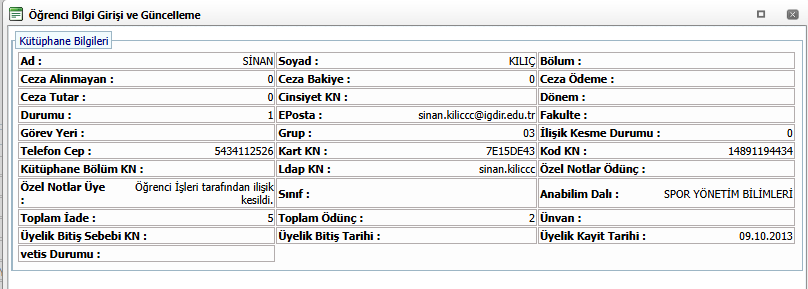 Öğrenci Bilgi Girişi ve Güncelleme
Kütüphane Bilgileri
Ad : SİNAN Soyad : KILIÇ Bölum :
Ceza Alinmayan : 0 Ceza Bakiye : 0 Ceza Ödeme :
Ceza Tutar : 0 Cinsiyet KN : Dönem :
Durumu : 1 EPosta : sinan.kiliccc@igdir.edu.tr Fakulte :
Görev Yeri : Grup : 03 İlişik Kesme Durumu : 0
Telefon Cep : 5434112526 Kart KN : 7E15DE43 Kod KN : 14891194434
Kütüphane Bölüm KN : Ldap KN : sinan.kiliccc Özel Notlar Ödünç :
Özel Notlar Üye : Öğrenci İşleri tarafından ilişik kesildi. Sınıf : Anabilim Dalı : SPOR YÖNETİM BİLİMLERİ
Toplam İade : 5 Toplam Ödünç : 2 Ünvan :
Üyelik Bitiş Sebebi KN : Üyelik Bitiş Tarihi : Üyelik Kayit Tarihi : 09.10.2013
vetis Durumu :